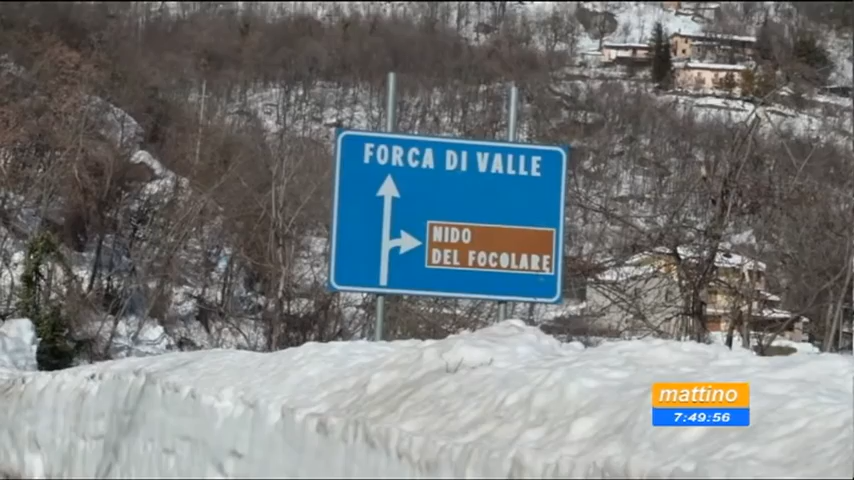 FORCA DI VALLE
NIDO
DEL FOCOLARE
mattino
7:49:56